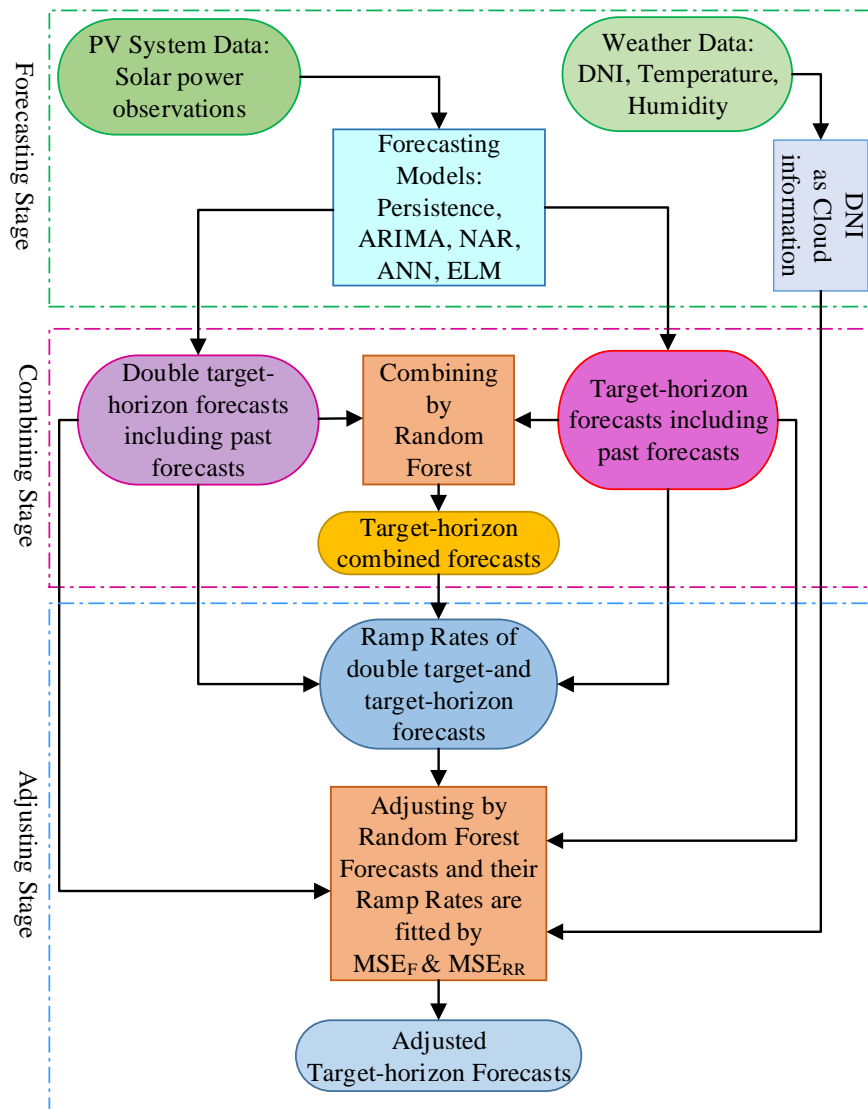 Forecasting Stage
PV System Data:
Solar power
observations
Weather Data:
DNI, Temperature,
Humidity
Forecasting
Models:
Persistence,
ARIMA, NAR,
ANN, ELM
DNI
as Cloud
information
Combining Stage
Double target-
horizon forecasts
including past
forecasts
Combining
by
Random
Forest
Target-horizon
forecasts including
past forecasts
Target-horizon
combined forecasts
Adjusting Stage
Ramp Rates of
double target-and
target-horizon
forecasts
Adjusting by
Random Forest
Forecasts and their
Ramp Rates are
fitted by
MSEF & MSERR
Adjusted
Target-horizon Forecasts